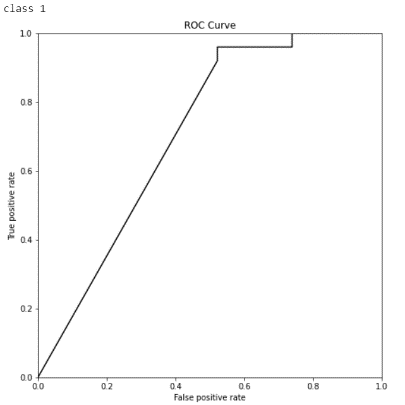 class 1
ROC Curve
1.0
0.8
0.6
0.4
0.2
0.0
True positive rate
0.0 0.2 0.4 0.6 0.8 1.0
False positive rate